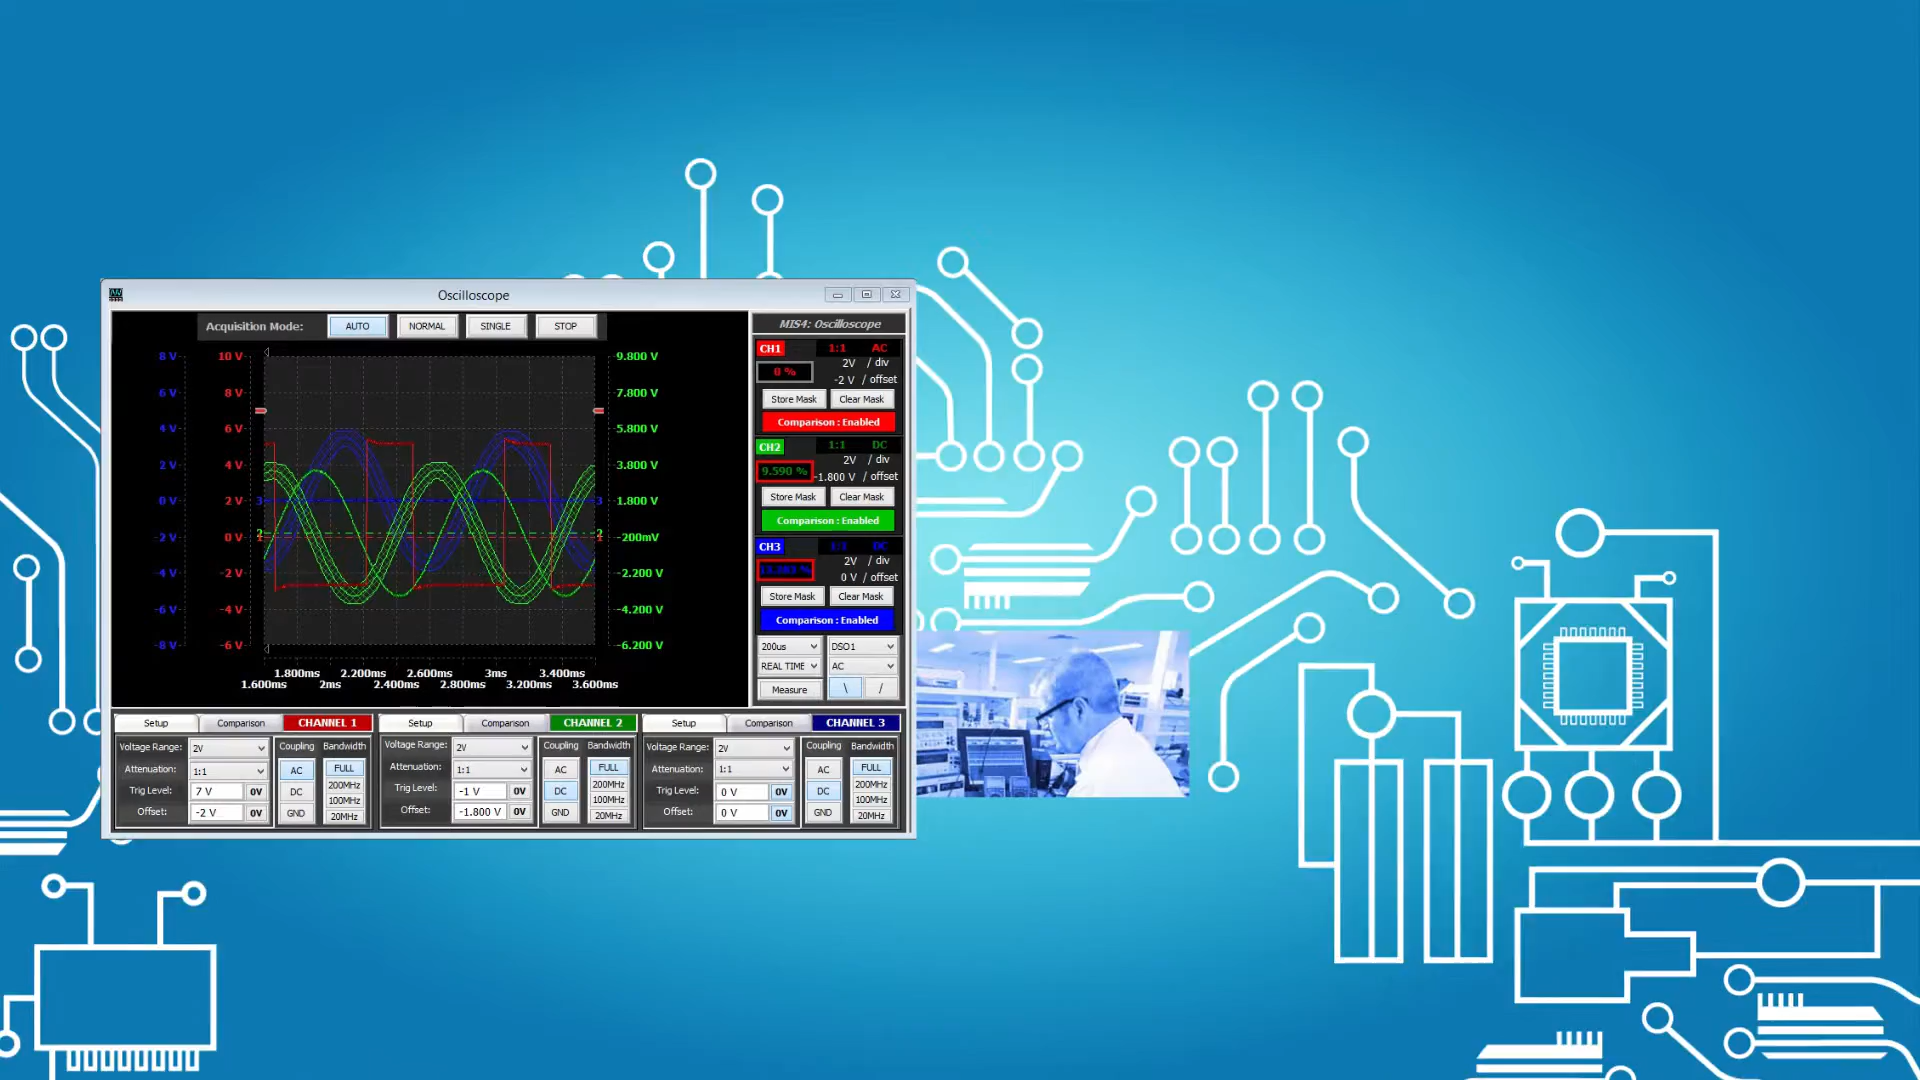 Oscilloscope
Acquisition Mode: AUTO NORMAL SINGLE STOP
MIS4: Oscilloscope
8 V 10 V 9.800 V
6 V 8 V 7.800 V
4 V 6 V 5.800 V
2 V 4 V 3.800 V
0 V 2 V 3 3 1.800 V
-2 V 0 V 2 2 -200mV
-4 V -2 V -2.200 V
-6 V -4 V -4.200 V
-8 V -6 V -6.200 V
1.800ms 2.200ms 2.600ms 3ms 3.400ms
1.600ms 2ms 2.400ms 2.800ms 3.200ms 3.600ms
CH1 1:1 AC
2V / div
0 %
-2 V / offset
Store Mask Clear Mask
Comparison : Enabled
CH2 1:1 DC
2V / div
9.590 %
-1.800 V / offset
Store Mask Clear Mask
Comparison : Enabled
CH3 1:1 DC
2V / div
0 V / offset
Store Mask Clear Mask
Comparison : Enabled
200us DSO1
REAL TIME AC
Measure \ /
Setup Comparison CHANNEL 1
Voltage Range: 2V Coupling Bandwidth
Attenuation: 1:1 AC FULL
Trig Level: 7 V 0V DC 200MHz
100MHz
Offset: -2 V 0V GND 20MHz
Setup Comparison CHANNEL 2
Voltage Range: 2V Coupling Bandwidth
Attenuation: 1:1 AC FULL
Trig Level: -1 V 0V DC 200MHz
100MHz
Offset: -1.800 V 0V GND 20MHz
Setup Comparison CHANNEL 3
Voltage Range: 2V Coupling Bandwidth
Attenuation: 1:1 AC FULL
Trig Level: 0 V 0V DC 200MHz
100MHz
Offset: 0 V 0V GND 20MHz